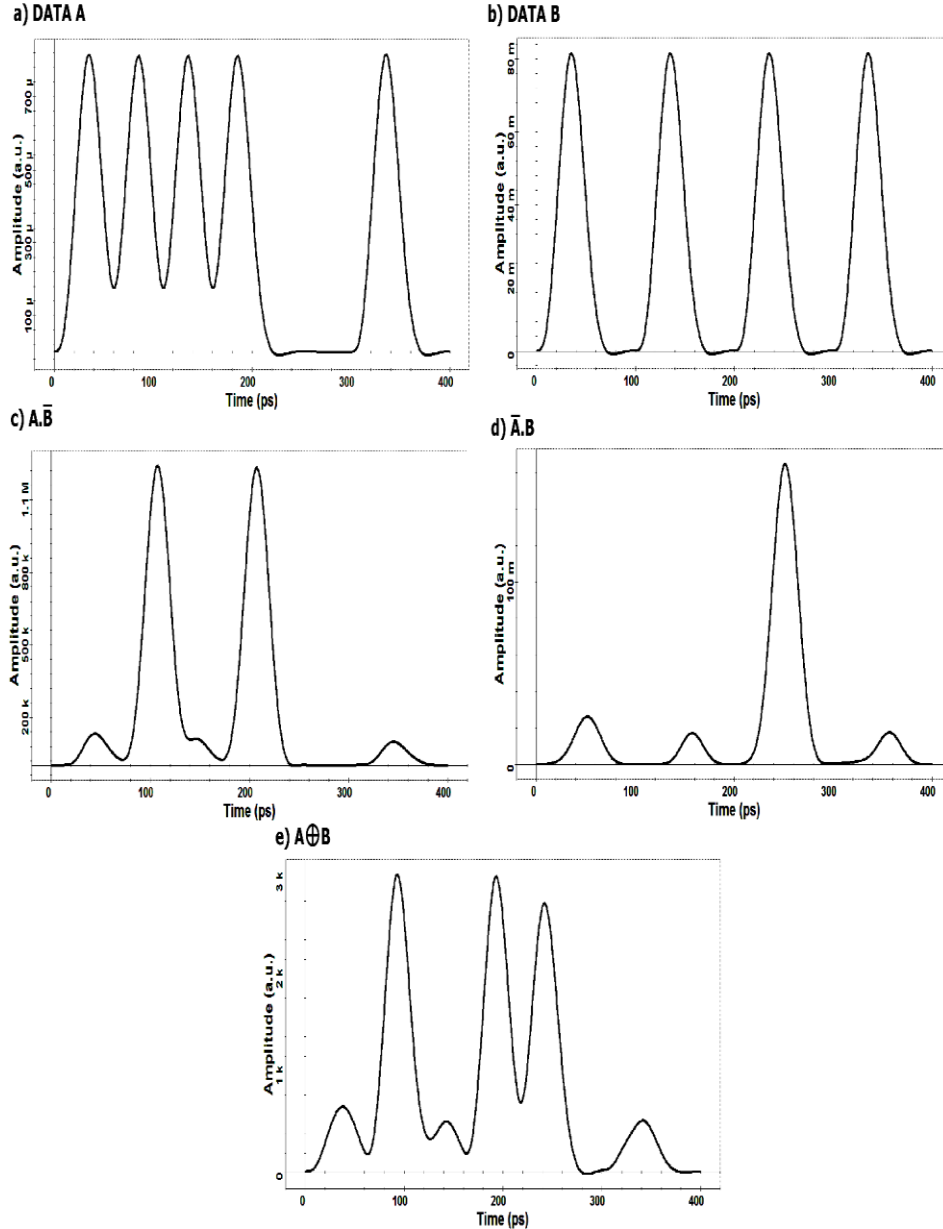 a) DATA A
Amplitude (a.u.)
700 µ
500 µ
300 µ
100 µ
0 100 200 300 400
Time (ps)
b) DATA B
Amplitude (a.u.)
80 m
60 m
40 m
20 m
0
0 100 200 300 400
Time (ps)
c) A.B̅
Amplitude (a.u.)
1.1 M
800 k
500 k
200 k
0 100 200 300 400
Time (ps)
d) A̅.B
Amplitude (a.u.)
100 m
0
0 100 200 300 400
Time (ps)
e) A⊕B
Amplitude (a.u.)
3 k
2 k
1 k
0
0 100 200 300 400
Time (ps)